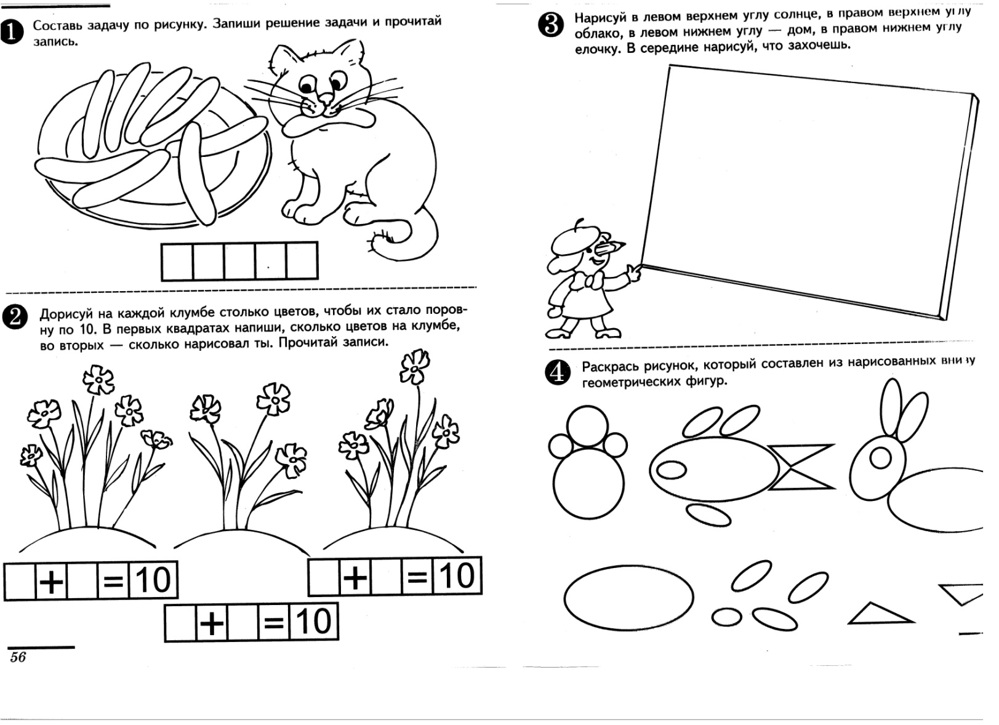 1 Составь задачу по рисунку. Запиши решение задачи и прочитай
запись.
2 Дорисуй на каждой клумбе столько цветов, чтобы их стало поров-
ну по 10. В первых квадратах напиши, сколько цветов на клумбе,
во вторых — сколько нарисовал ты. Прочитай записи.
+ = 10
+ = 10
+ = 10
56
3 Нарисуй в левом верхнем углу солнце, в правом верхнем углу
облако, в левом нижнем углу — дом, в правом нижнем углу
елочку. В середине нарисуй, что захочешь.
4 Раскрась рисунок, который составлен из нарисованных внизу
геометрических фигур.